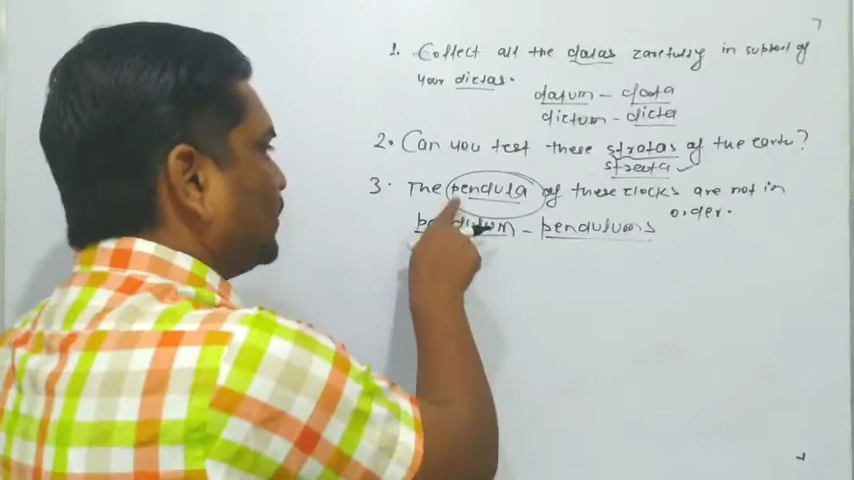 7
1. Collect all the datas carefully in support of
your dictas.
datum - data
dictum - dicta
2. Can you test these stratas of the earth?
strata
3. The pendula of these clocks are not in
order.
pendulum - pendulums